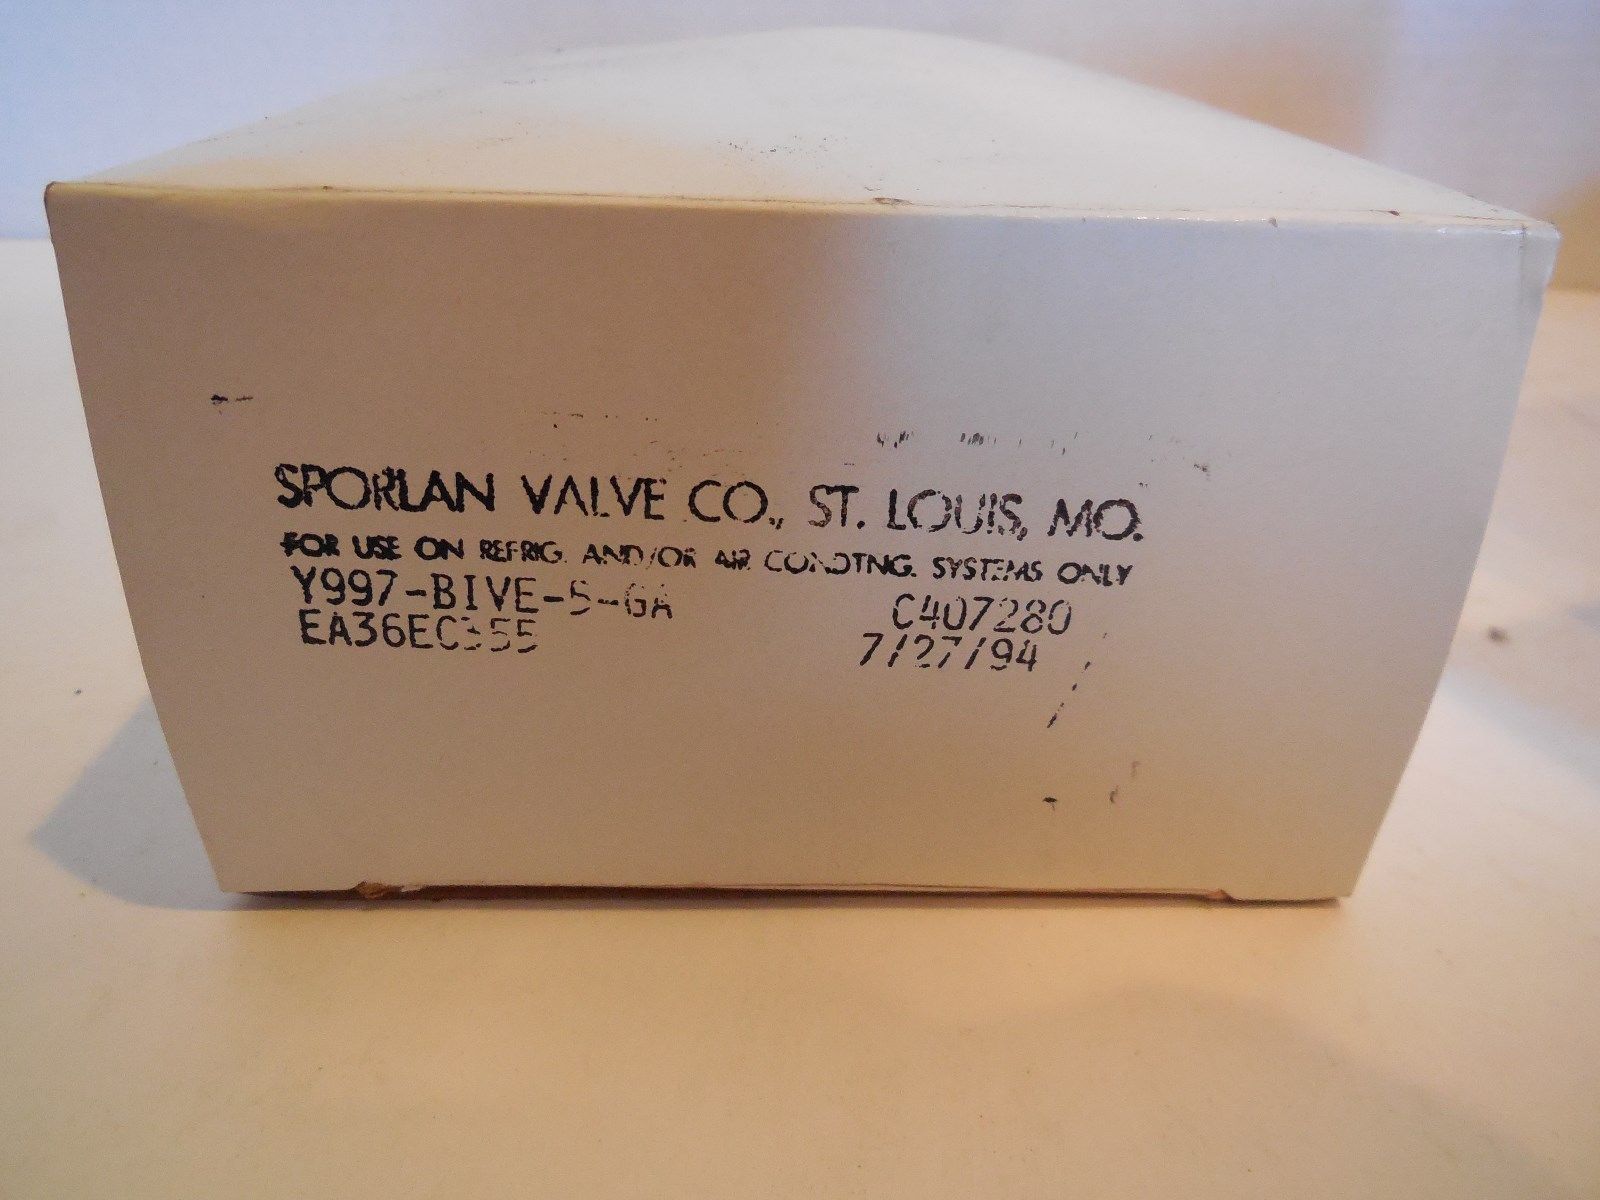 SPORLAN VALVE CO., ST. LOUIS, MO.
FOR USE ON REFRIG. AND/OR AIR CONDTNG. SYSTEMS ONLY
Y997-BIVE-5-GA C407280
EA36EC355 7/27/94